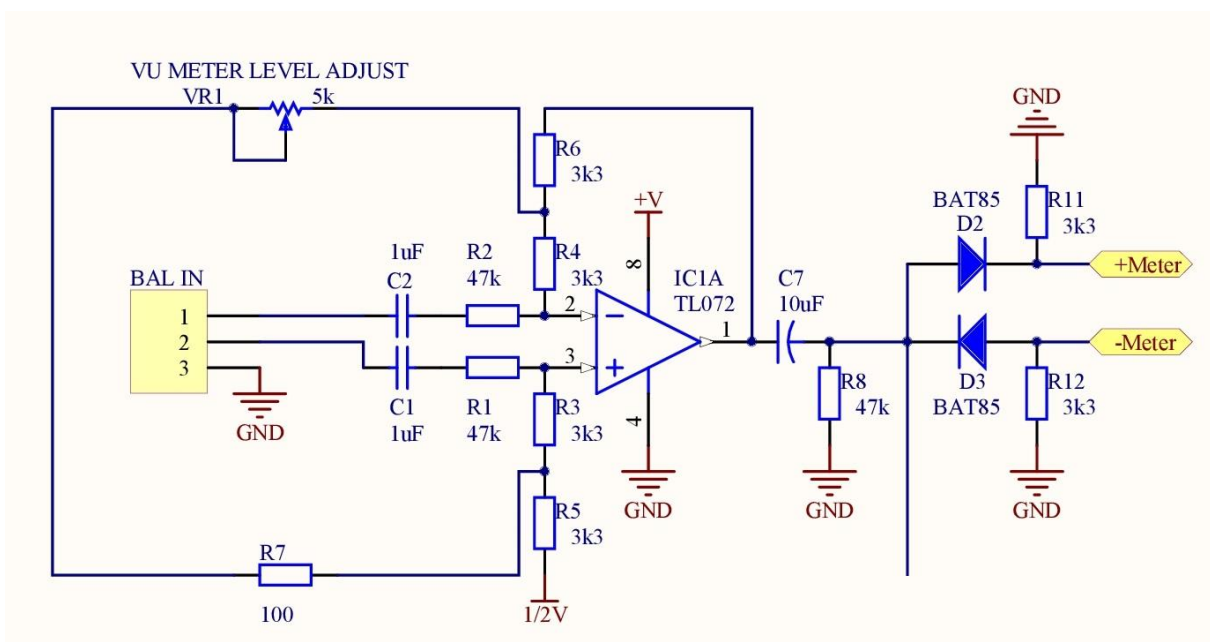 VU METER LEVEL ADJUST
VR1
5k
GND
R6
3k3
+V
BAT85
D2
R11
3k3
1uF
C2
R2
47k
R4
3k3
8
IC1A
TL072
C7
10uF
+Meter
BAL IN
1
2
3
2
3
1
-Meter
GND
C1
1uF
R1
47k
R3
3k3
4
GND
R8
47k
GND
D3
BAT85
R12
3k3
GND
R5
3k3
R7
100
1/2V